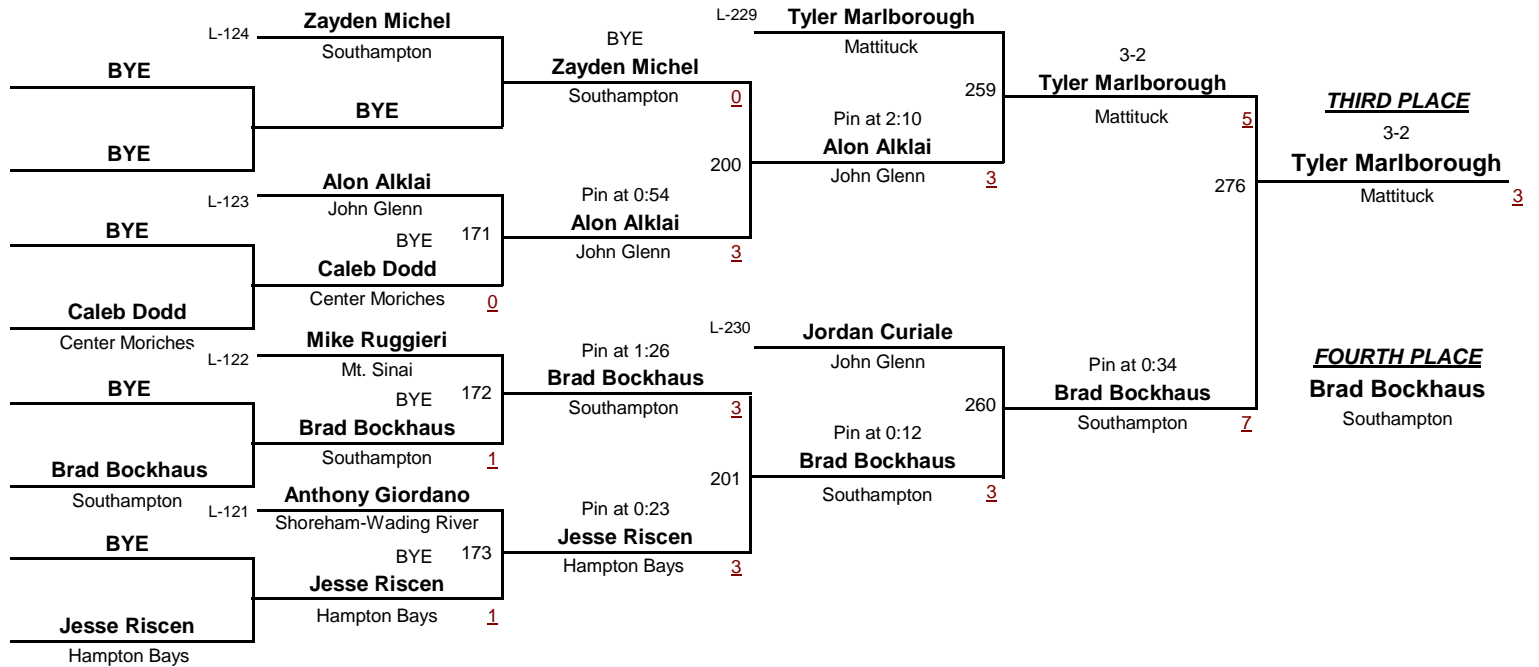 Zayden Michel
L-124
Southampton
BYE
BYE
BYE
Alon Alklai
L-123
John Glenn
BYE
BYE
171
Caleb Dodd
Center Moriches
0
Caleb Dodd
Center Moriches
Mike Ruggieri
L-122
Mt. Sinai
BYE
BYE
172
Brad Bockhaus
Southampton
1
Brad Bockhaus
Southampton
Anthony Giordano
L-121
Shoreham-Wading River
BYE
BYE
173
Jesse Riscen
Hampton Bays
1
Jesse Riscen
Hampton Bays
BYE
Zayden Michel
Southampton
0
200
Pin at 0:54
Alon Alklai
John Glenn
3
Pin at 1:26
Brad Bockhaus
Southampton
3
201
Pin at 0:23
Jesse Riscen
Hampton Bays
3
L-229
Tyler Marlborough
Mattituck
259
Pin at 2:10
Alon Alklai
John Glenn
3
L-230
Jordan Curiale
John Glenn
260
Pin at 0:12
Brad Bockhaus
Southampton
3
3-2
Tyler Marlborough
Mattituck
5
276
Pin at 0:34
Brad Bockhaus
Southampton
7
THIRD PLACE
3-2
Tyler Marlborough
Mattituck
3
FOURTH PLACE
Brad Bockhaus
Southampton